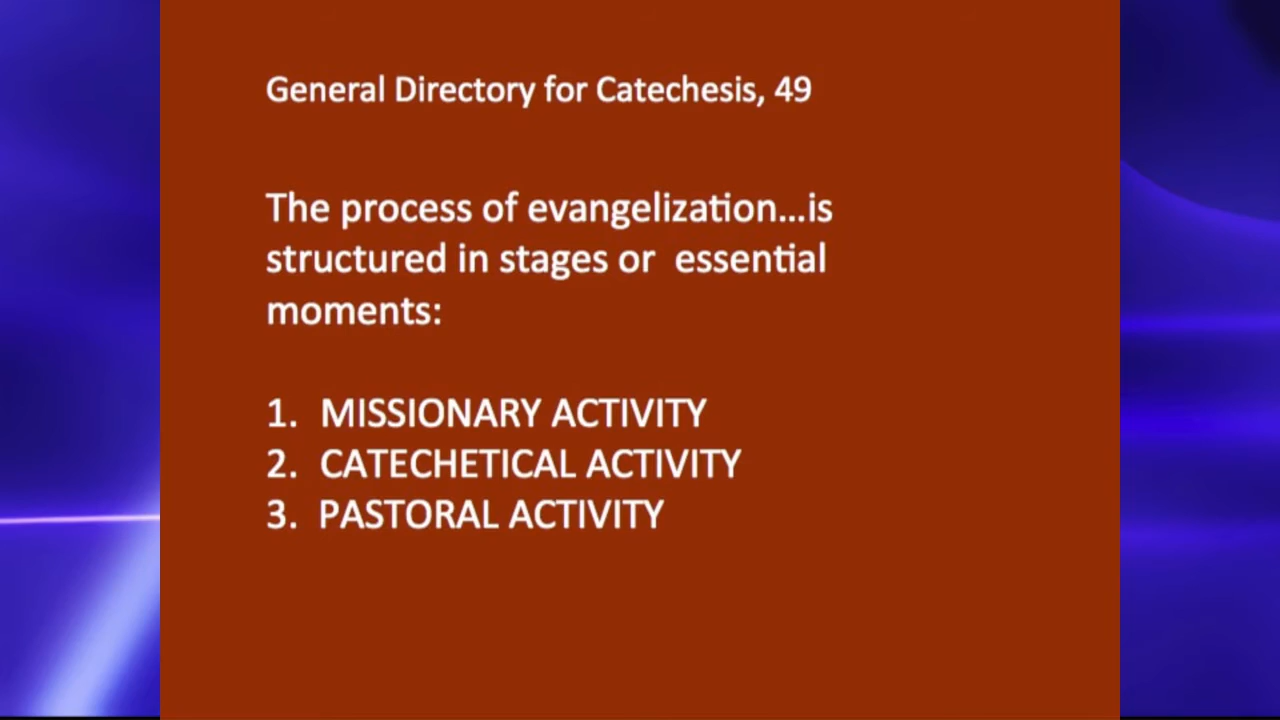 General Directory for Catechesis, 49
The process of evangelization...is
structured in stages or  essential
moments:
1.  MISSIONARY ACTIVITY
2.  CATECHETICAL ACTIVITY
3.  PASTORAL ACTIVITY